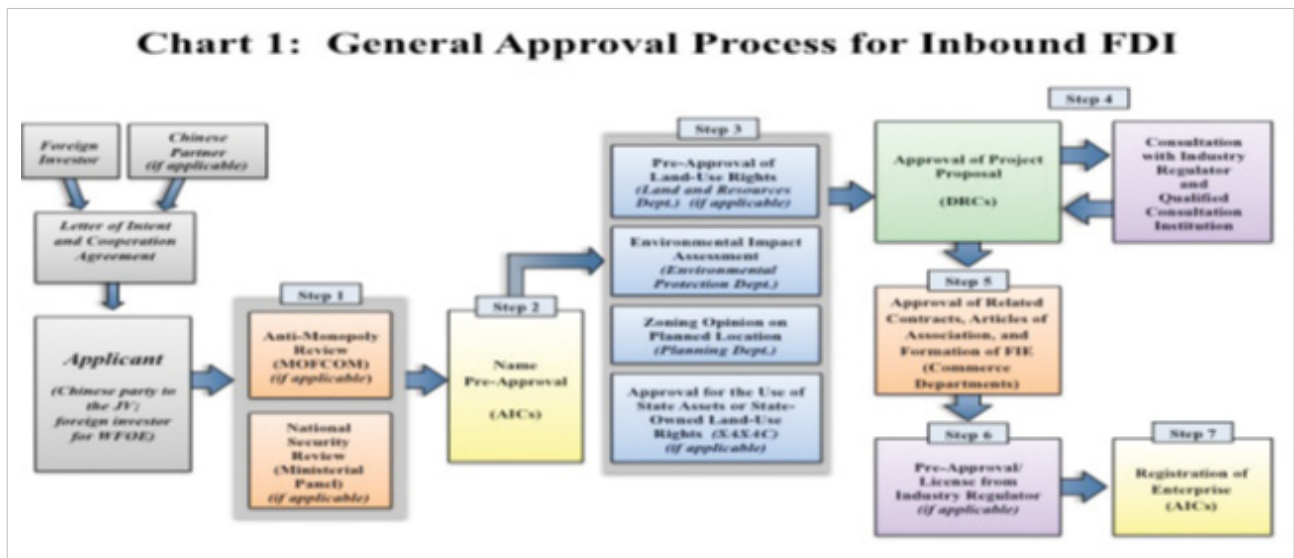 Chart 1: General Approval Process for Inbound FDI
Foreign
Investor
Chinese
Partner
(if applicable)
Letter of Intent
and Cooperation
Agreement
Applicant
(Chinese party to
the JV;
foreign investor
for WFOE)
Step 1
Anti-Monopoly
Review
(MOFCOM)
(if applicable)
National
Security
Review
(Ministerial
Panel)
(if applicable)
Step 2
Name
Pre-Approval
(AICs)
Step 3
Pre-Approval of
Land-Use Rights
(Land and Resources
Dept.) (if applicable)
Environmental Impact
Assessment
(Environmental
Protection Dept.)
Zoning Opinion on
Planned Location
(Planning Dept.)
Approval for the Use of
State Assets or State-
Owned Land-Use
Rights (SASAC)
(if applicable)
Step 4
Approval of Project
Proposal
(DRCs)
Consultation
with Industry
Regulator
and
Qualified
Consultation
Institution
Step 5
Approval of Related
Contracts, Articles of
Association, and
Formation of FIE
(Commerce
Departments)
Step 6
Pre-Approval/
License from
Industry Regulator
(if applicable)
Step 7
Registration of
Enterprise
(AICs)